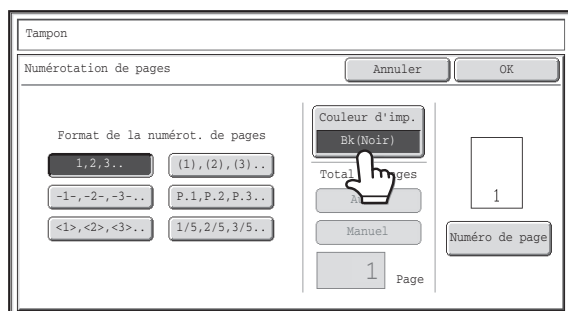 Tampon
Numérotation de pages
Annuler
OK
Format de la numérot. de pages
1,2,3..
(1),(2),(3)..
-1-,-2-,-3-..
P.1,P.2,P.3..
<1>,<2>,<3>..
1/5,2/5,3/5..
Couleur d'imp.
Bk(Noir)
Total
Manuel
1
Page
1
Numéro de page